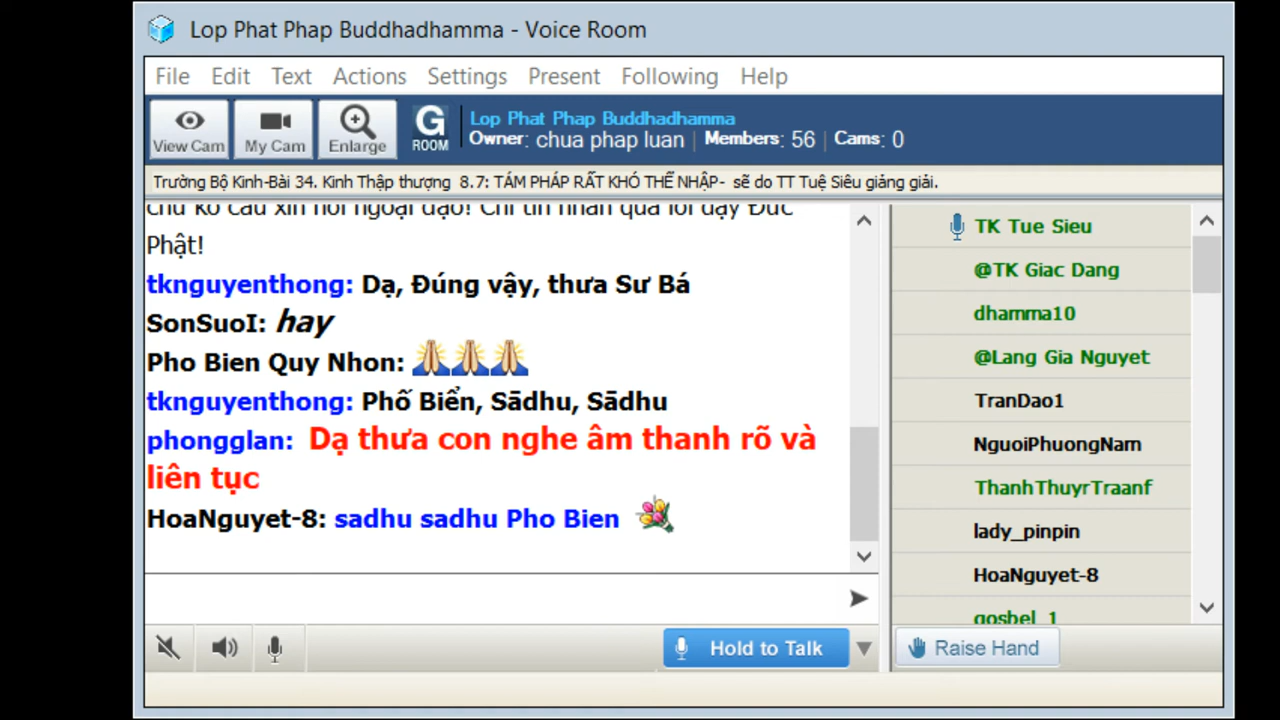 Lop Phat Phap Buddhadhamma - Voice Room
File Edit Text Actions Settings Present Following Help
View Cam My Cam Enlarge G ROOM Lop Phat Phap Buddhadhamma
Owner: chua phap luan | Members: 56 | Cams: 0
Trường Bộ Kinh-Bài 34. Kinh Thập thượng 8.7: TÁM PHÁP RẤT KHÓ THỂ NHẬP- sẽ do TT Tuệ Siêu giảng giải.
Phật!
tknguyenthong: Dạ, Đúng vậy, thưa Sư Bá
SonSuoI: hay
Pho Bien Quy Nhon: 🙏🙏🙏
tknguyenthong: Phố Biển, Sādhu, Sādhu
phongglan: Dạ thưa con nghe âm thanh rõ và
liên tục
HoaNguyet-8: sadhu sadhu Pho Bien 💐
TK Tue Sieu
@TK Giac Dang
dhamma10
@Lang Gia Nguyet
TranDao1
NguoiPhuongNam
ThanhThuyrTraanf
lady_pinpin
HoaNguyet-8
gosbel_1
Hold to Talk
Raise Hand